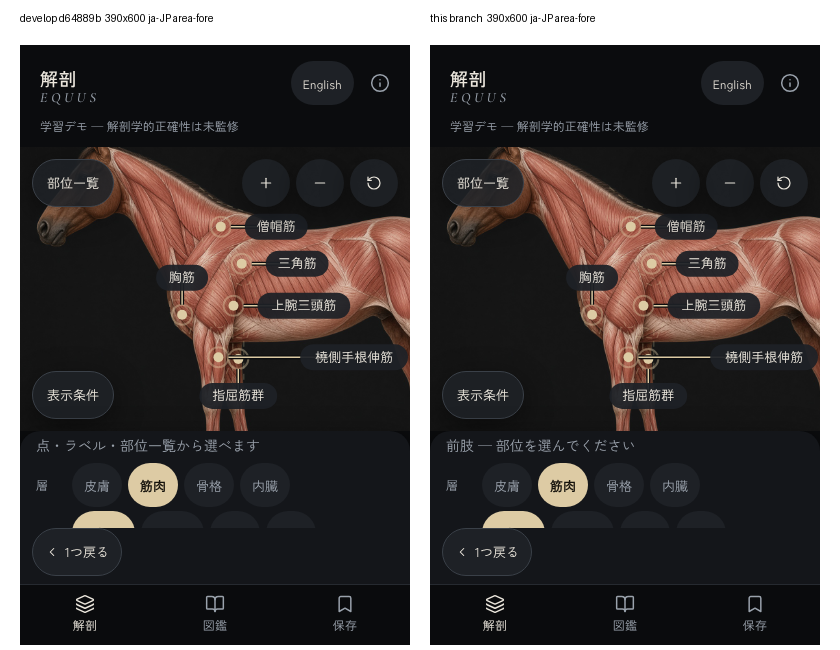 develop d64889b 390x600 ja-JP area-fore
解剖
EQUUS
English
学習デモ — 解剖学的正確性は未監修
部位一覧
僧帽筋
三角筋
胸筋
上腕三頭筋
橈側手根伸筋
指屈筋群
表示条件
点・ラベル・部位一覧から選べます
層 皮膚 筋肉 骨格 内臓
1つ戻る
解剖 図鑑 保存
this branch 390x600 ja-JP area-fore
解剖
EQUUS
English
学習デモ — 解剖学的正確性は未監修
部位一覧
僧帽筋
三角筋
胸筋
上腕三頭筋
橈側手根伸筋
指屈筋群
表示条件
前肢 — 部位を選んでください
層 皮膚 筋肉 骨格 内臓
1つ戻る
解剖 図鑑 保存